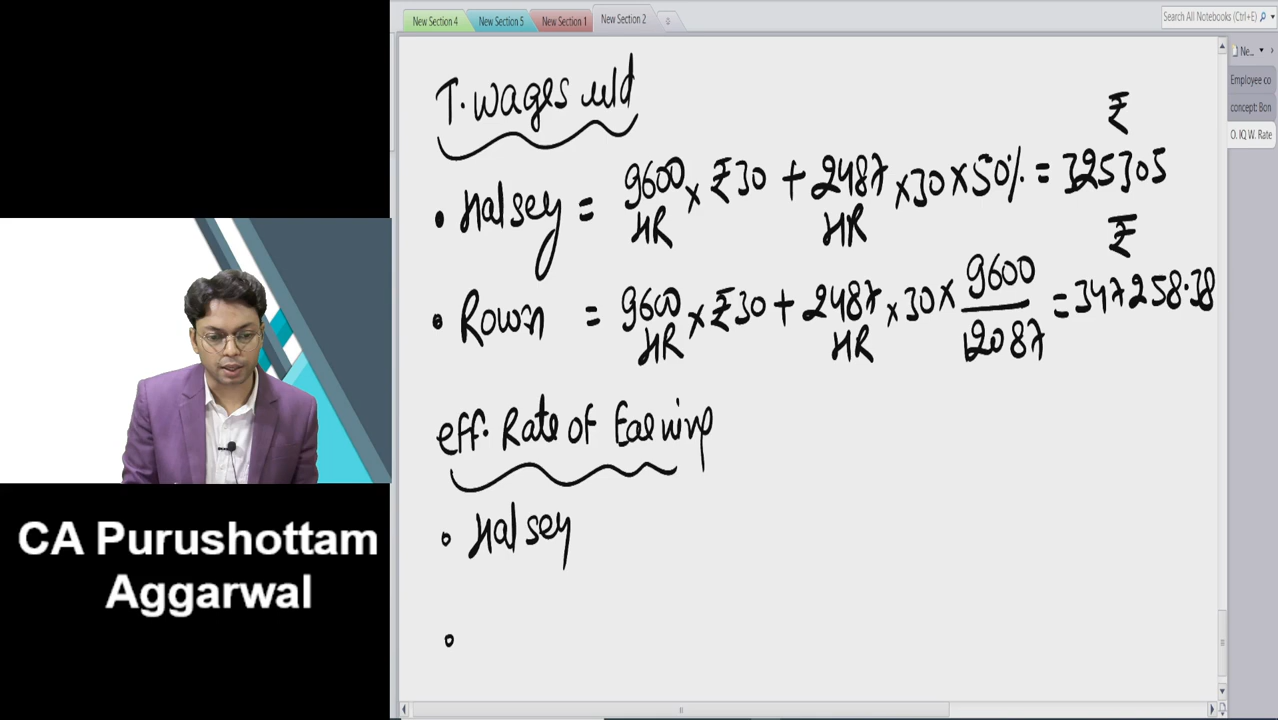 New Section 4 New Section 5 New Section 1 New Section 2
Search All Notebooks (Ctrl+E)
Ne...
Employee co
concept: Bon
O. IQ W. Rate
T. wages u/d
₹
• Halsey = 9600 HR × ₹30 + 2487 HR × 30 × 50% = 325305
₹
• Rown = 9600 HR × ₹30 + 2487 HR × 30 × 9600/12087 = 347258.38
eff. Rate of Earning
• Halsey
•
CA Purushottam
Aggarwal